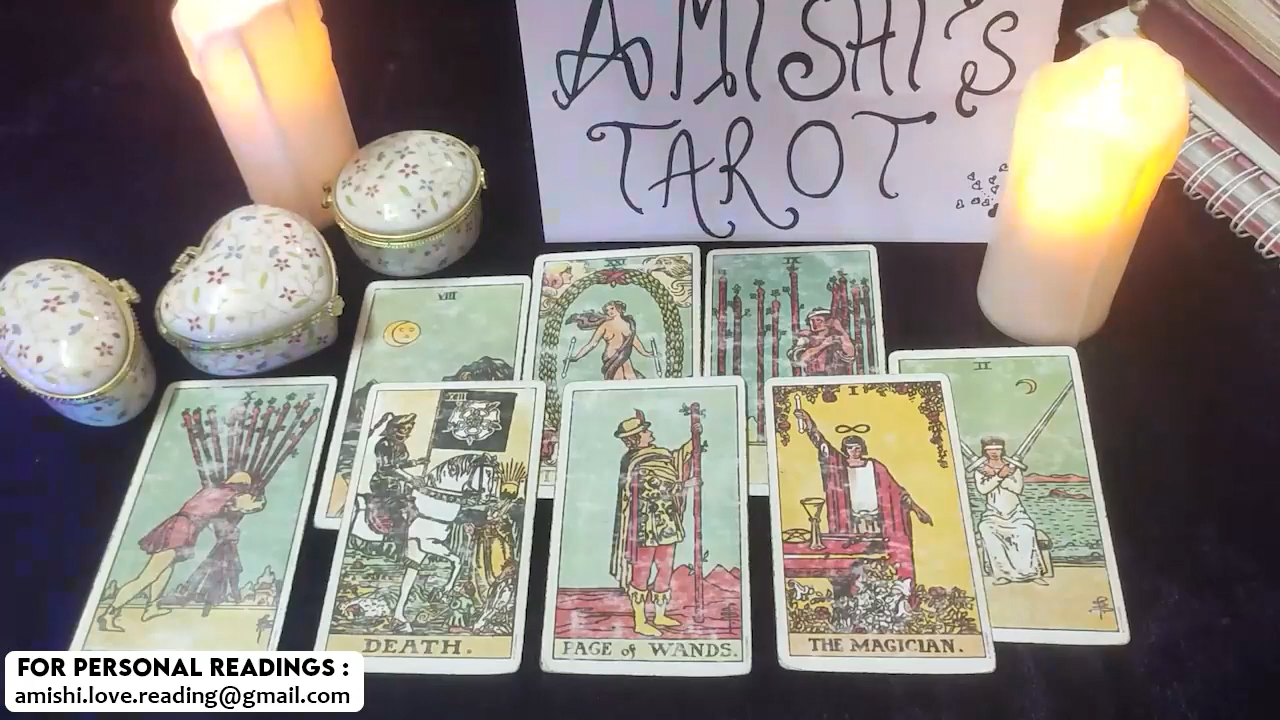 AMISHI'S
TAROT
VIII
XXI
IX
II
X
XIII
I
DEATH.
PAGE of WANDS.
THE MAGICIAN.
FOR PERSONAL READINGS :
amishi.love.reading@gmail.com